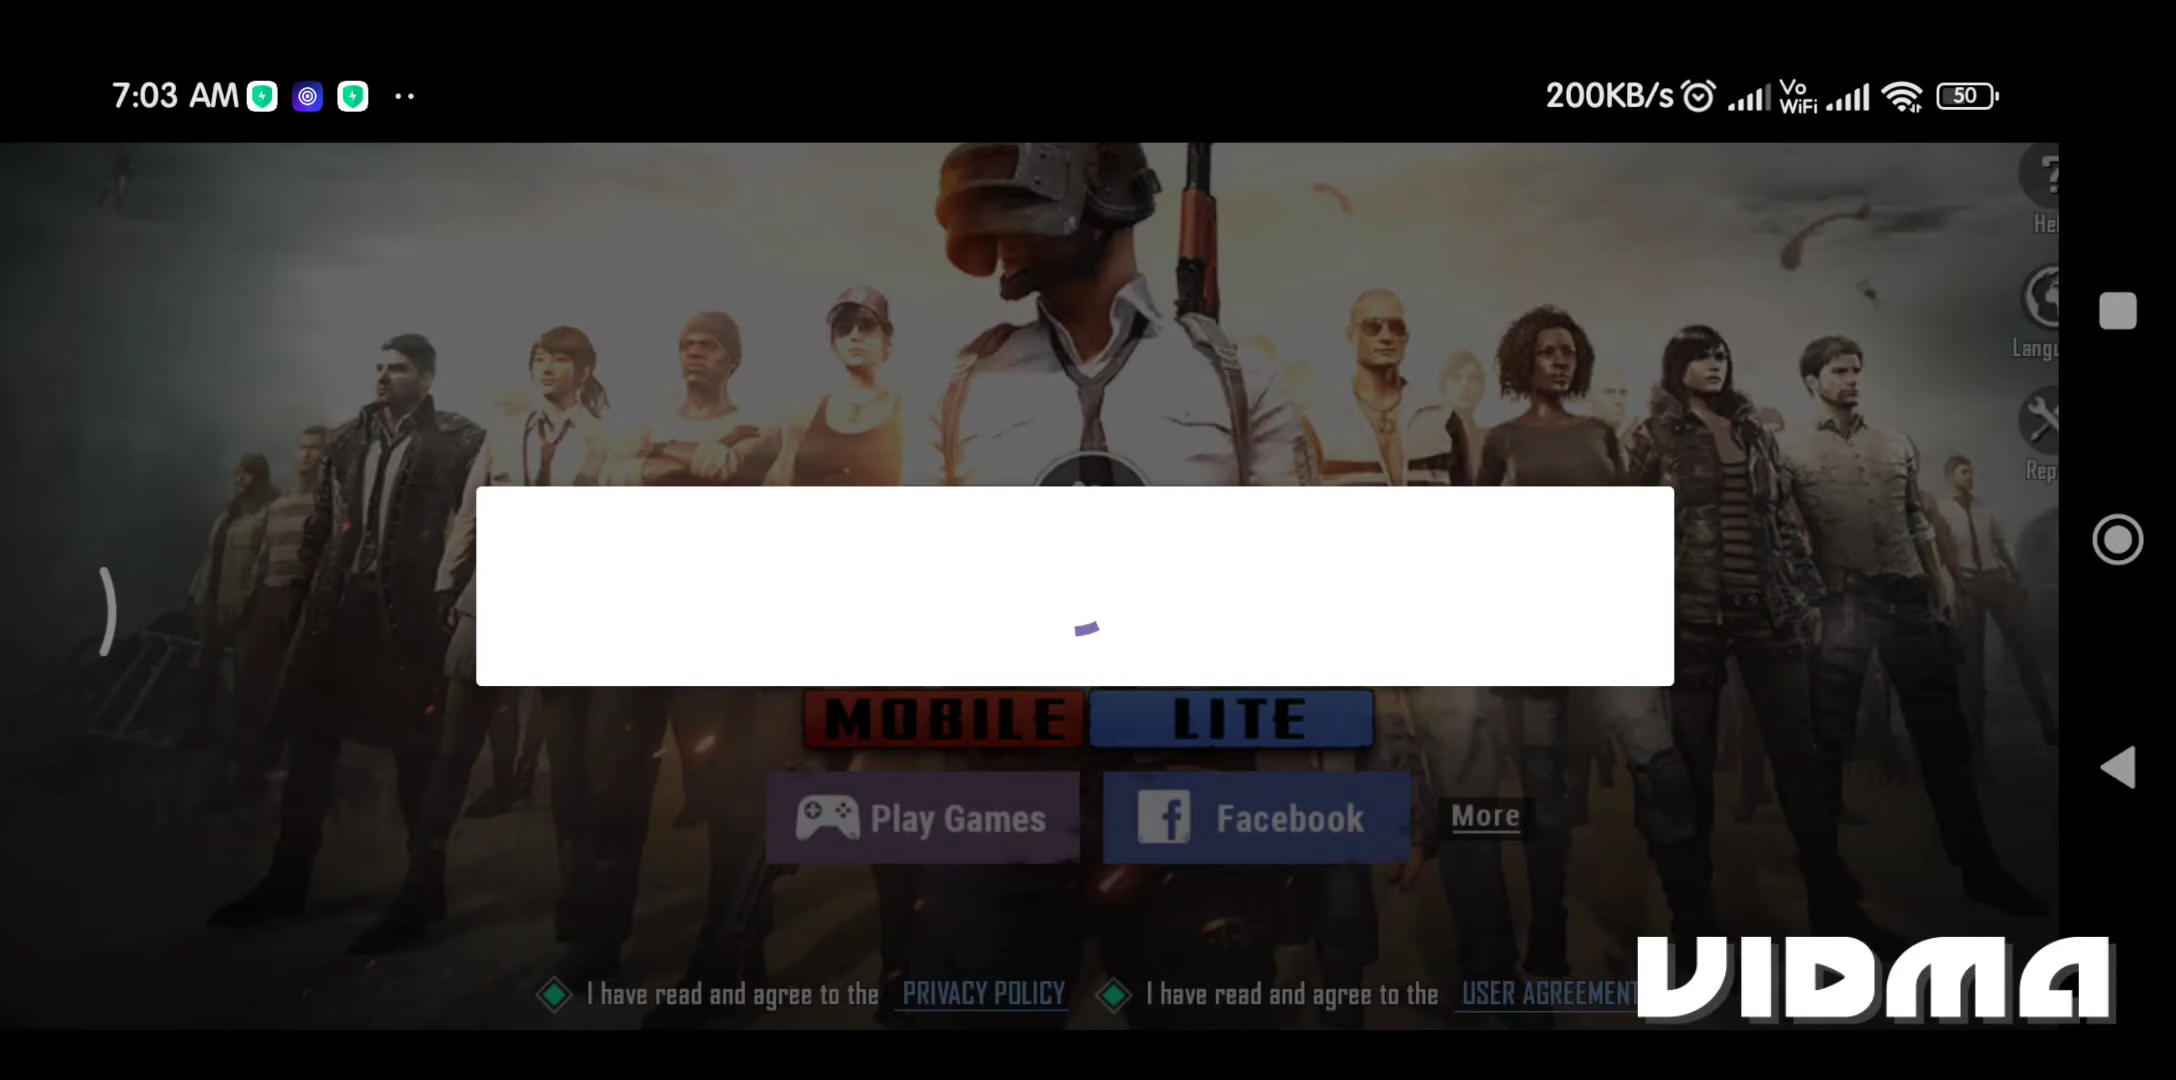 7:03 AM
200KB/s
Vo
WiFi
50
?
Hel
Langu
Rep
MOBILE LITE
Play Games
Facebook
More
I have read and agree to the PRIVACY POLICY
I have read and agree to the USER AGREEMENT
VIDMA